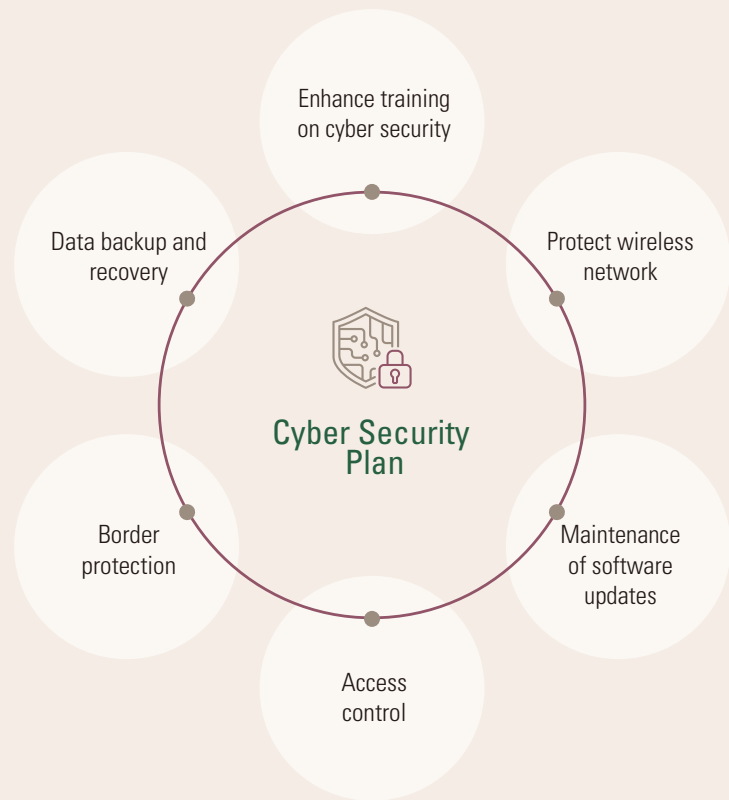 Enhance training
on cyber security
Protect wireless
network
Maintenance
of software
updates
Access
control
Border
protection
Data backup and
recovery
Cyber Security
Plan